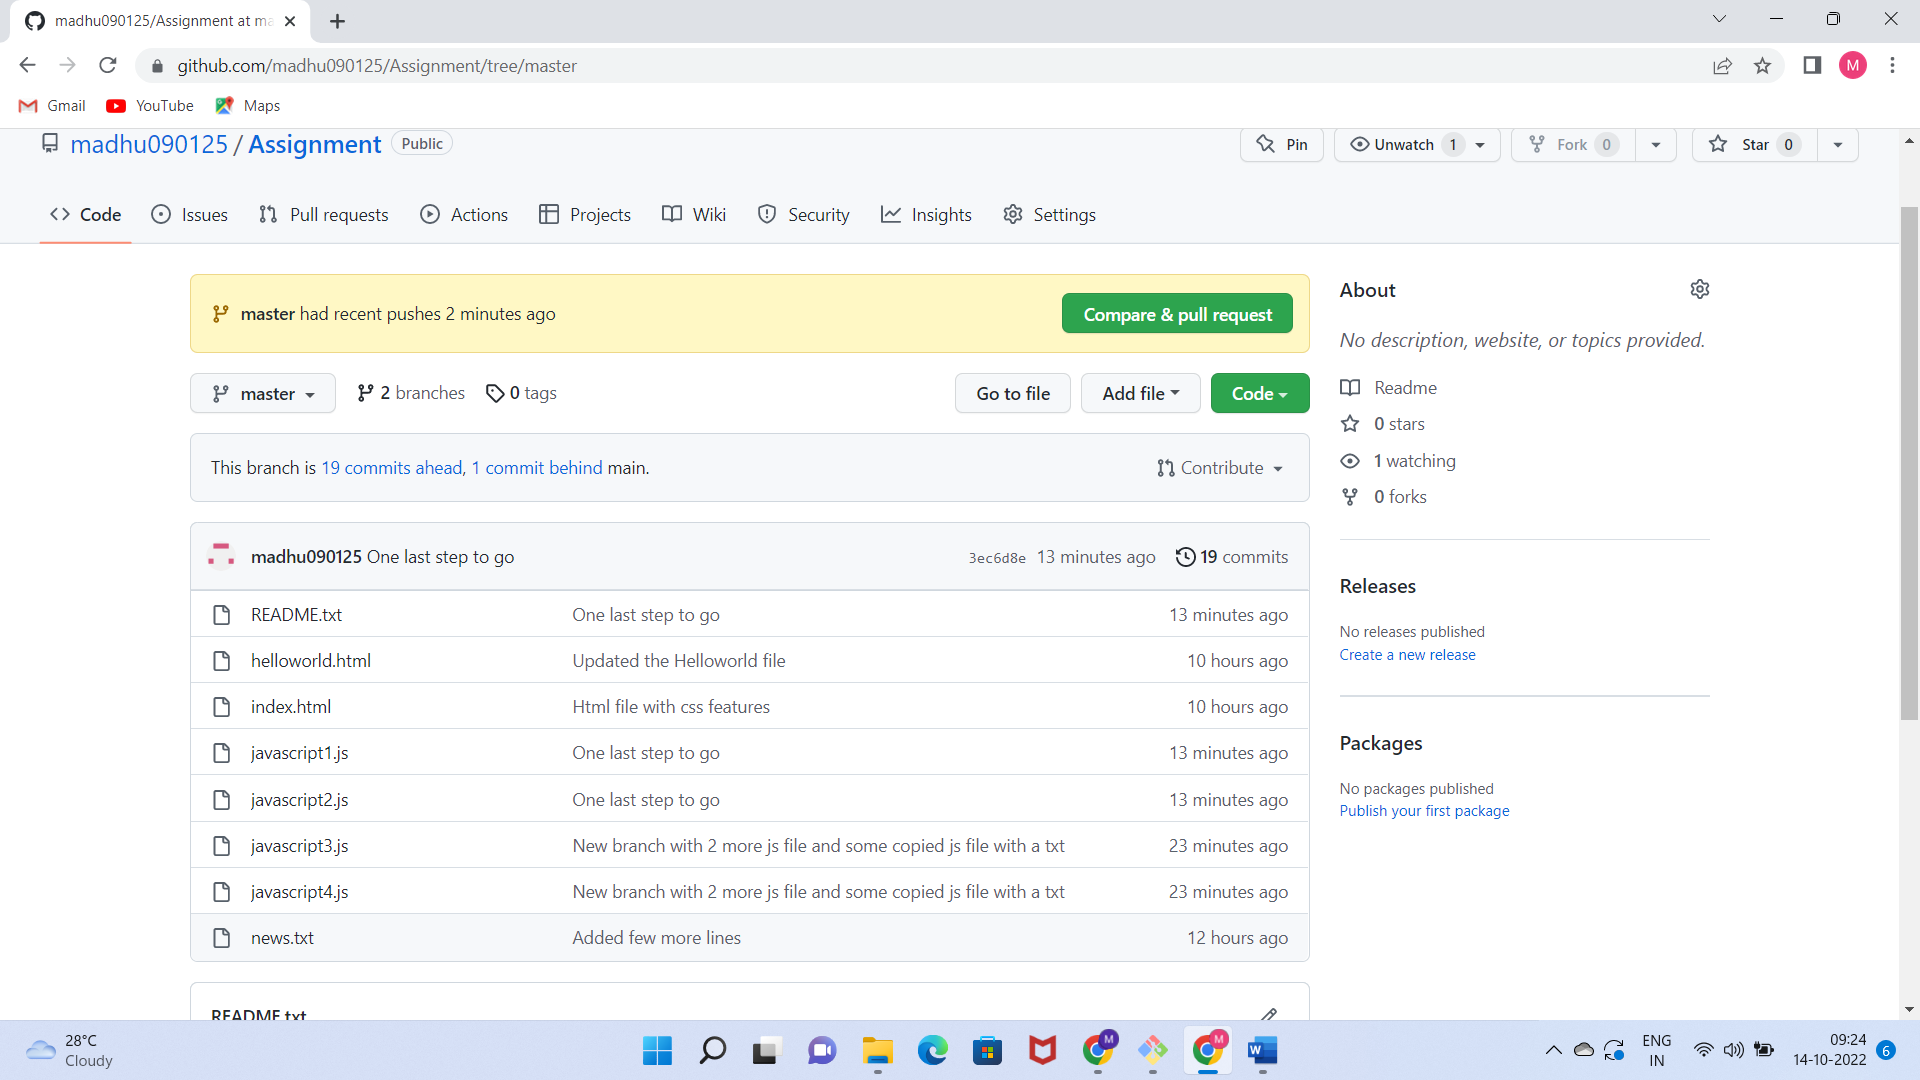 madhu090125/Assignment at ma
github.com/madhu090125/Assignment/tree/master
M
Gmail YouTube Maps
madhu090125 / Assignment Public
Pin Unwatch 1 Fork 0 Star 0
Code Issues Pull requests Actions Projects Wiki Security Insights Settings
master had recent pushes 2 minutes ago Compare & pull request
master 2 branches 0 tags Go to file Add file Code
This branch is 19 commits ahead, 1 commit behind main. Contribute
madhu090125 One last step to go 3ec6d8e 13 minutes ago 19 commits
README.txt One last step to go 13 minutes ago
helloworld.html Updated the Helloworld file 10 hours ago
index.html Html file with css features 10 hours ago
javascript1.js One last step to go 13 minutes ago
javascript2.js One last step to go 13 minutes ago
javascript3.js New branch with 2 more js file and some copied js file with a txt 23 minutes ago
javascript4.js New branch with 2 more js file and some copied js file with a txt 23 minutes ago
news.txt Added few more lines 12 hours ago
README.txt
About
No description, website, or topics provided.
Readme
0 stars
1 watching
0 forks
Releases
No releases published
Create a new release
Packages
No packages published
Publish your first package
28°C
Cloudy
M
M
W
ENG
IN
09:24
14-10-2022
6